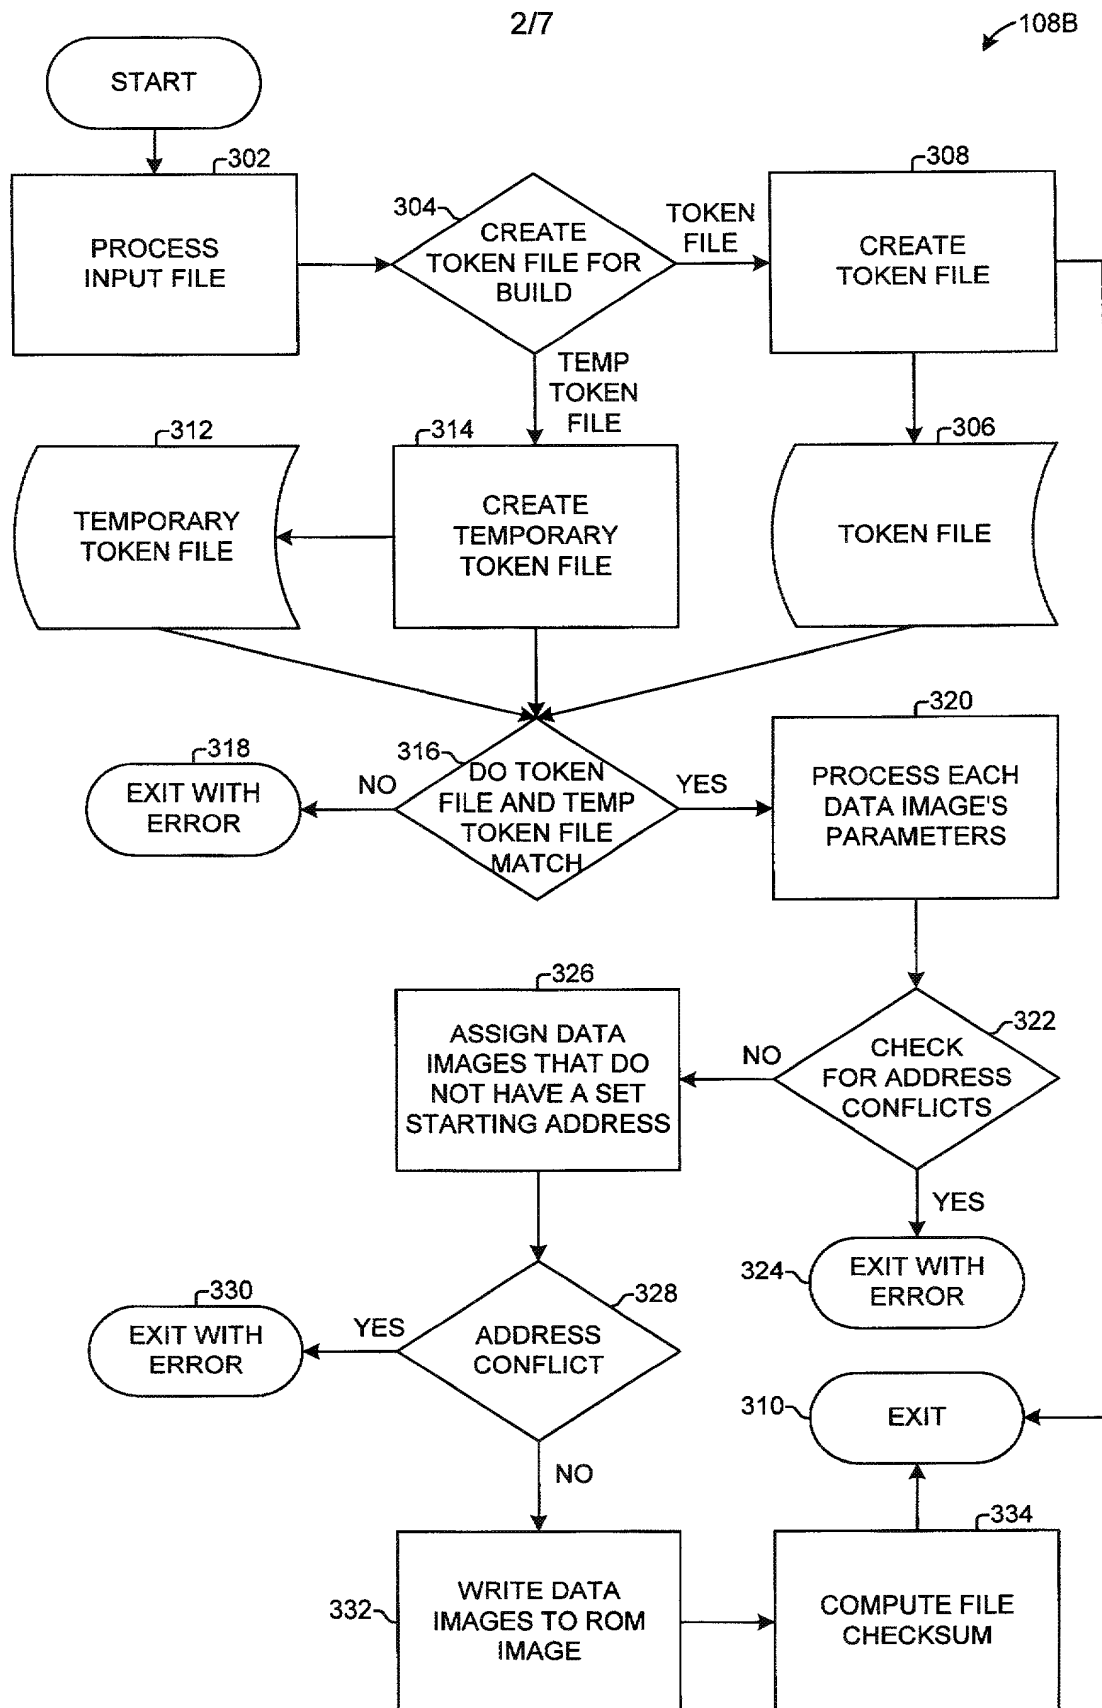 2/7
108B
START
302
PROCESS
INPUT FILE
304
CREATE
TOKEN FILE FOR
BUILD
TOKEN
FILE
308
CREATE
TOKEN FILE
TEMP
TOKEN
FILE
312
TEMPORARY
TOKEN FILE
314
CREATE
TEMPORARY
TOKEN FILE
306
TOKEN FILE
316
DO TOKEN
FILE AND TEMP
TOKEN FILE
MATCH
NO
318
EXIT WITH
ERROR
YES
320
PROCESS EACH
DATA IMAGE'S
PARAMETERS
322
CHECK
FOR ADDRESS
CONFLICTS
NO
326
ASSIGN DATA
IMAGES THAT DO
NOT HAVE A SET
STARTING ADDRESS
YES
324
EXIT WITH
ERROR
328
ADDRESS
CONFLICT
YES
330
EXIT WITH
ERROR
310
EXIT
NO
332
WRITE DATA
IMAGES TO ROM
IMAGE
334
COMPUTE FILE
CHECKSUM